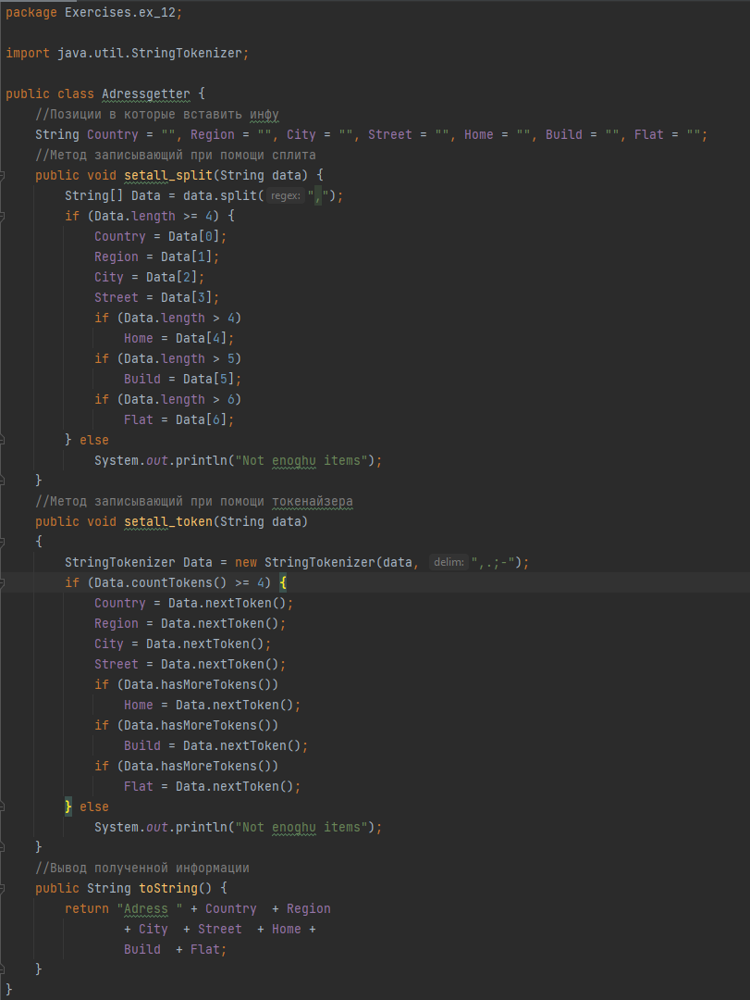 package Exercises.ex_12;
import java.util.StringTokenizer;
public class Adressgetter {
//Позиции в которые вставить инфу
String Country = "", Region = "", City = "", Street = "", Home = "", Build = "", Flat = "";
//Метод записывающий при помощи сплита
public void setall_split(String data) {
String[] Data = data.split( regex: ",");
if (Data.length >= 4) {
Country = Data[0];
Region = Data[1];
City = Data[2];
Street = Data[3];
if (Data.length > 4)
Home = Data[4];
if (Data.length > 5)
Build = Data[5];
if (Data.length > 6)
Flat = Data[6];
} else
System.out.println("Not enoghu items");
}
//Метод записывающий при помощи токенайзера
public void setall_token(String data)
{
StringTokenizer Data = new StringTokenizer(data, delim: ",.;-");
if (Data.countTokens() >= 4) {
Country = Data.nextToken();
Region = Data.nextToken();
City = Data.nextToken();
Street = Data.nextToken();
if (Data.hasMoreTokens())
Home = Data.nextToken();
if (Data.hasMoreTokens())
Build = Data.nextToken();
if (Data.hasMoreTokens())
Flat = Data.nextToken();
} else
System.out.println("Not enoghu items");
}
//Вывод полученной информации
public String toString() {
return "Adress " + Country  + Region
+ City  + Street  + Home +
Build  + Flat;
}
}